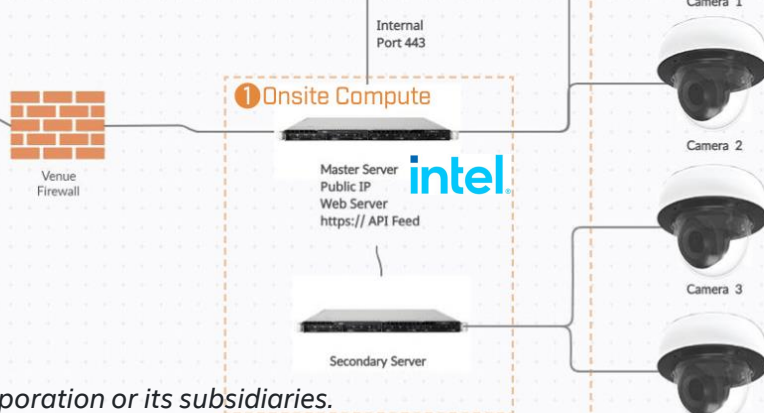 Camera 1
Internal
Port 443
1 Onsite Compute
Camera 2
Venue
Firewall
Master Server
Public IP
Web Server
https:// API Feed
intel.
Camera 3
Secondary Server
poration or its subsidiaries.